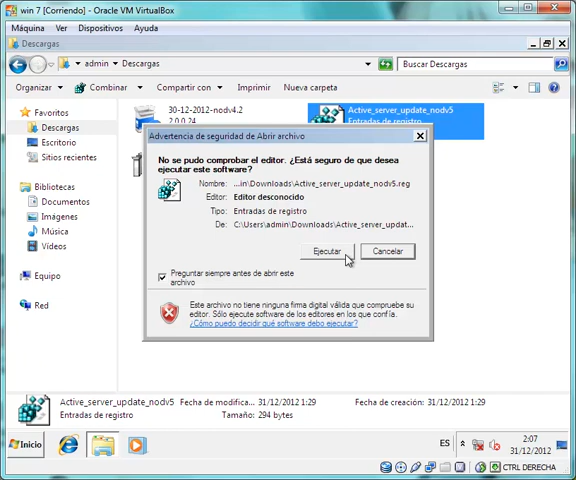 win 7 [Corriendo] - Oracle VM VirtualBox
Máquina Ver Dispositivos Ayuda
Descargas
admin Descargas
Buscar Descargas
Organizar Combinar Compartir con Imprimir Nueva carpeta
Favoritos
Descargas
Escritorio
Sitios recientes
Bibliotecas
Documentos
Imágenes
Música
Vídeos
Equipo
Red
30-12-2012-nodv4.2
2.0.0.24
Active_server_update_nodv5
Entradas de registro
Advertencia de seguridad de Abrir archivo
No se pudo comprobar el editor. ¿Está seguro de que desea
ejecutar este software?
Nombre: ...in\Downloads\Active_server_update_nodv5.reg
Editor: Editor desconocido
Tipo: Entradas de registro
De: C:\Users\admin\Downloads\Active_server_updat...
Ejecutar Cancelar
Preguntar siempre antes de abrir este
archivo
Este archivo no tiene ninguna firma digital válida que compruebe su
editor. Sólo ejecute software de los editores en los que confía.
¿Cómo puedo decidir qué software debo ejecutar?
Active_server_update_nodv5 Fecha de modifica... 31/12/2012 1:29 Fecha de creación: 31/12/2012 1:29
Entradas de registro Tamaño: 294 bytes
Inicio
ES
2:07
31/12/2012
CTRL DERECHA